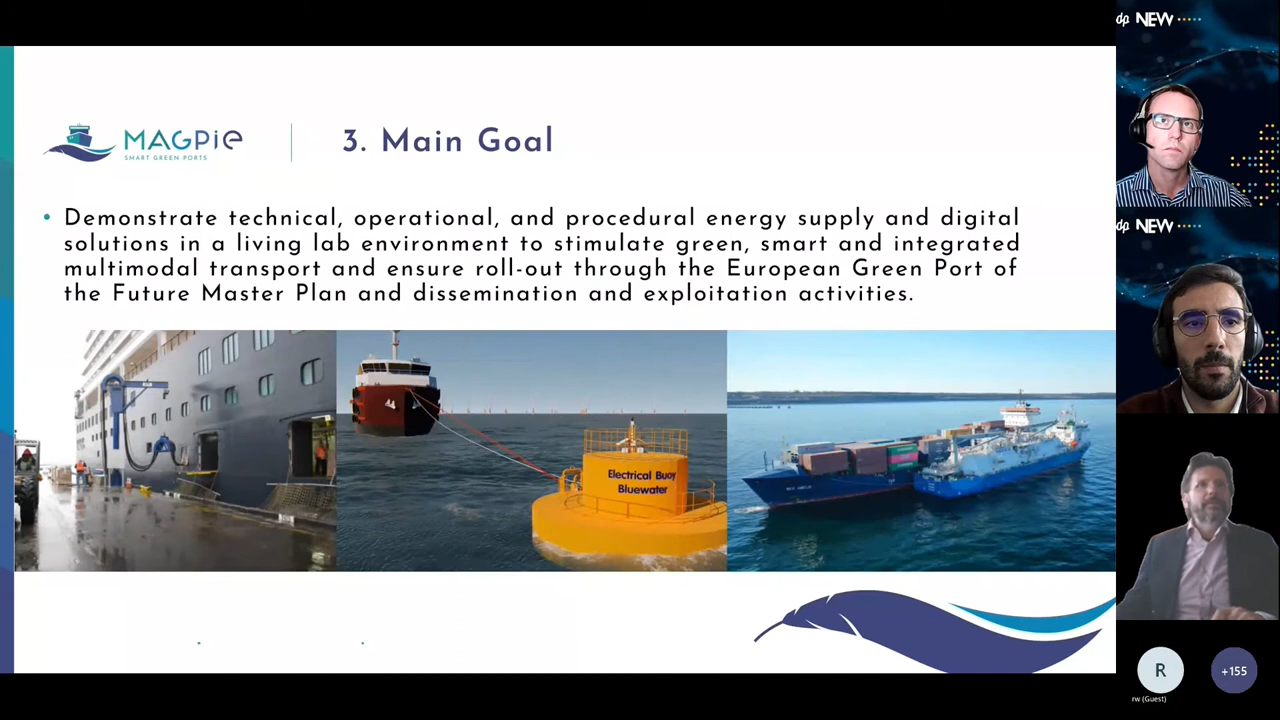 MAGPIE
SMART GREEN PORTS
3. Main Goal
• Demonstrate technical, operational, and procedural energy supply and digital
solutions in a living lab environment to stimulate green, smart and integrated
multimodal transport and ensure roll-out through the European Green Port of
the Future Master Plan and dissemination and exploitation activities.
Electrical Buoy
Bluewater
dp NEW
dp NEW
R
rw (Guest)
+155